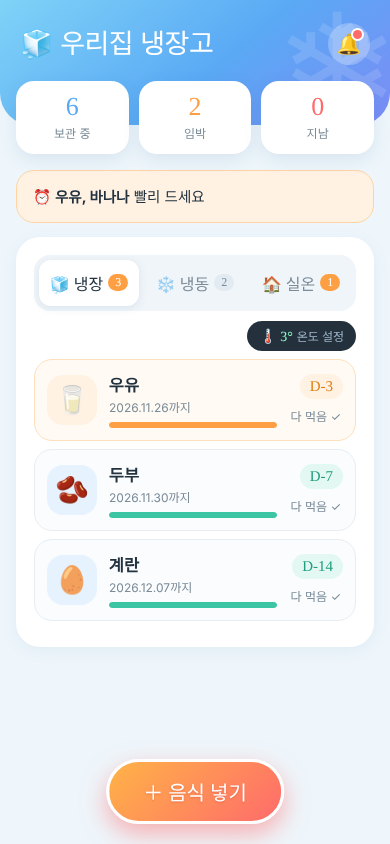 우리집 냉장고
6
보관 중
2
임박
0
지남
우유, 바나나 빨리 드세요
냉장 3
냉동 2
실온 1
3° 온도 설정
우유
2026.11.26까지
D-3
다 먹음 ✓
두부
2026.11.30까지
D-7
다 먹음 ✓
계란
2026.12.07까지
D-14
다 먹음 ✓
+ 음식 넣기